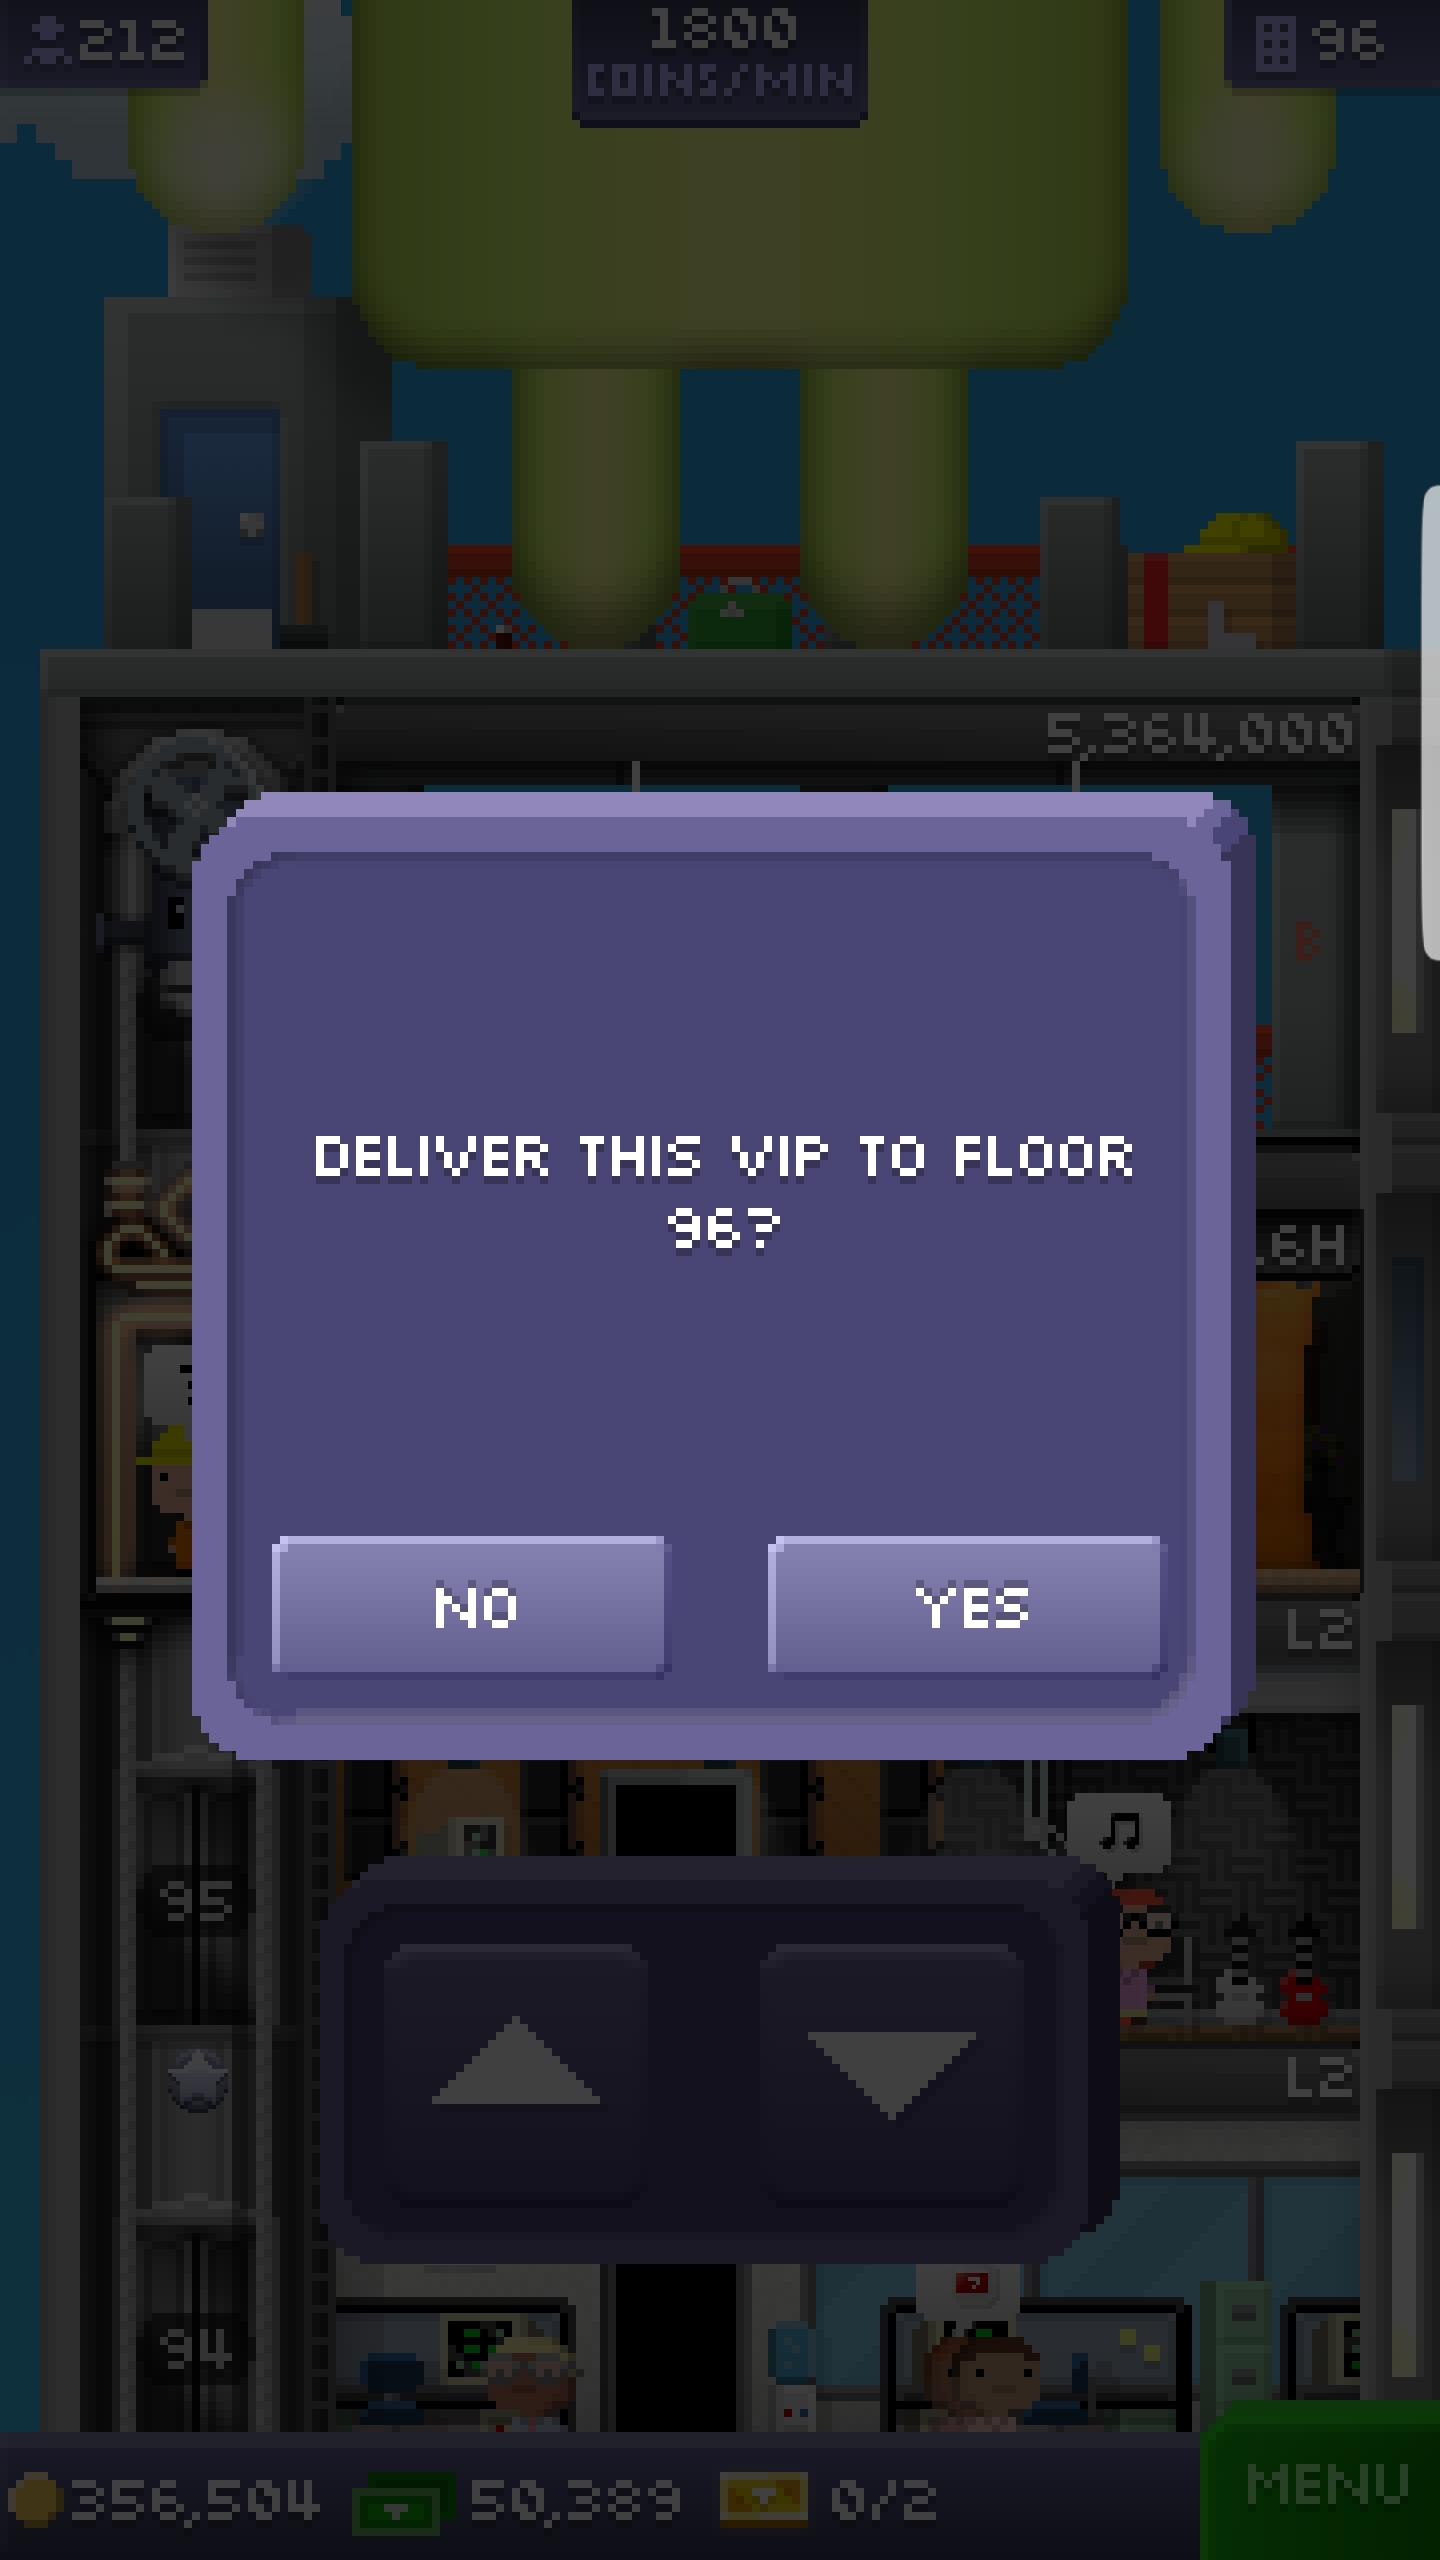 212
1800
COINS/MIN
96
5,364,000
B
.6H
DELIVER THIS VIP TO FLOOR
96?
NO
YES
L2
95
L2
94
356,504
50,389
0/2
MENU